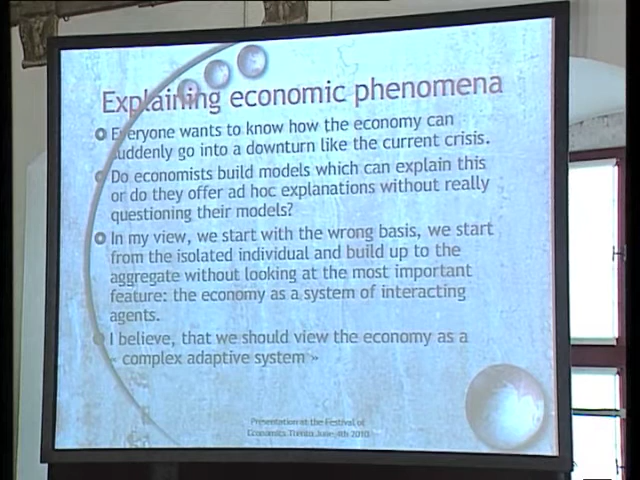 Explaining economic phenomena
Everyone wants to know how the economy can
suddenly go into a downturn like the current crisis.
Do economists build models which can explain this
or do they offer ad hoc explanations without really
questioning their models?
In my view, we start with the wrong basis, we start
from the isolated individual and build up to the
aggregate without looking at the most important
feature: the economy as a system of interacting
agents.
I believe, that we should view the economy as a
« complex adaptive system »
Presentation at the Festival of
Economics Trento June 4th 2010